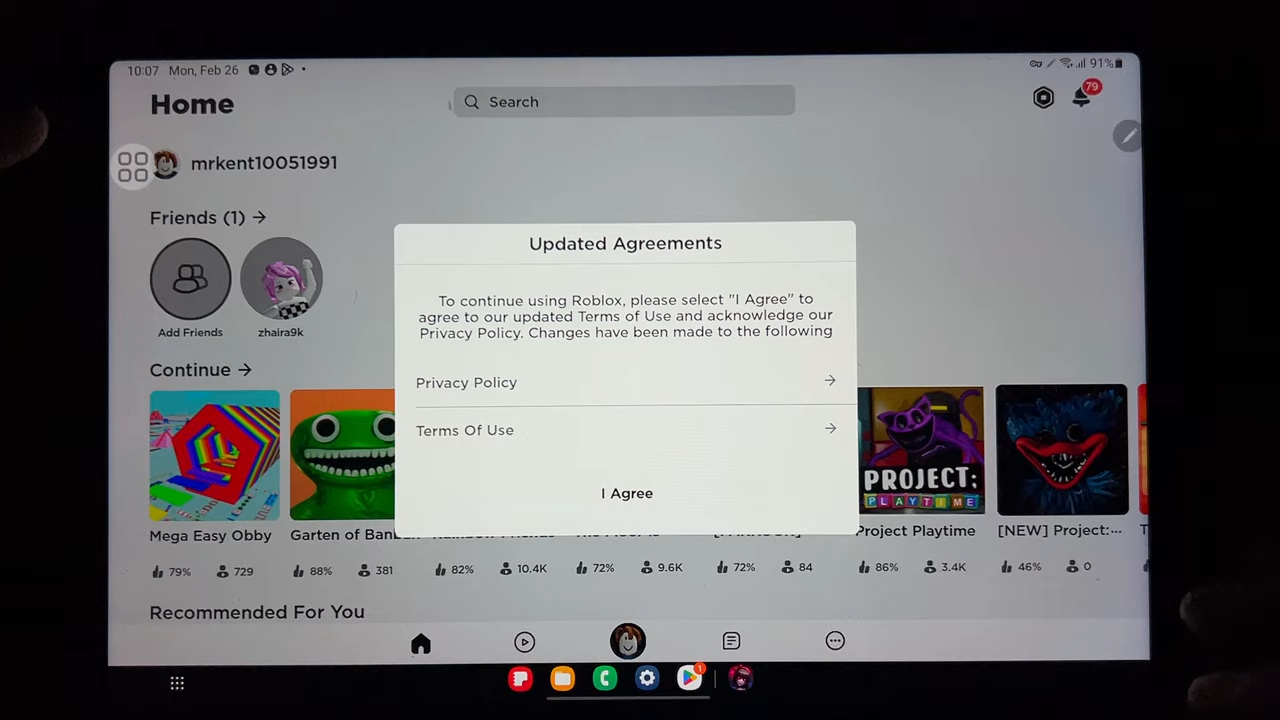 10:07 Mon, Feb 26
91%
Home
Search
79
mrkent10051991
Friends (1) →
Add Friends
zhaira9k
Updated Agreements
To continue using Roblox, please select "I Agree" to
agree to our updated Terms of Use and acknowledge our
Privacy Policy. Changes have been made to the following
Privacy Policy →
Terms Of Use →
I Agree
Continue →
PROJECT:
PLAYTIME
Mega Easy Obby
Garten of Ban
Project Playtime
[NEW] Project:...
79% 729
88% 381
82% 10.4K
72% 9.6K
72% 84
86% 3.4K
46% 0
Recommended For You
1